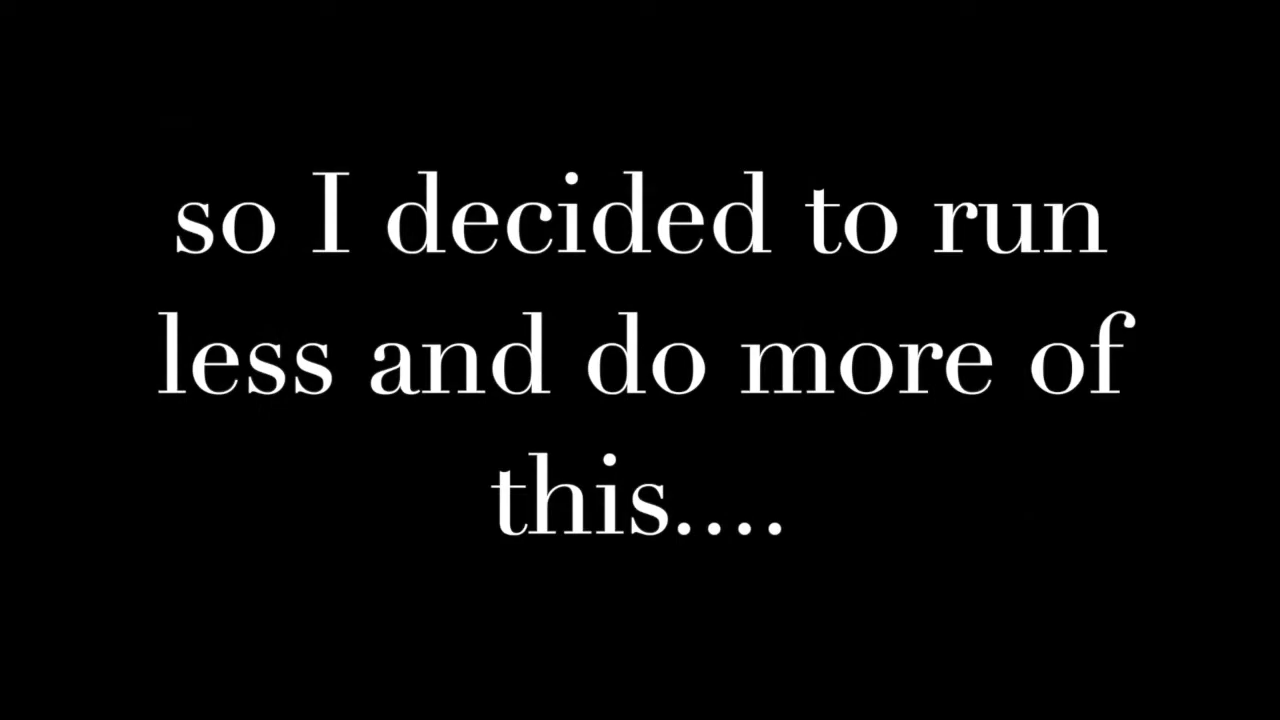 so I decided to run
less and do more of
this....